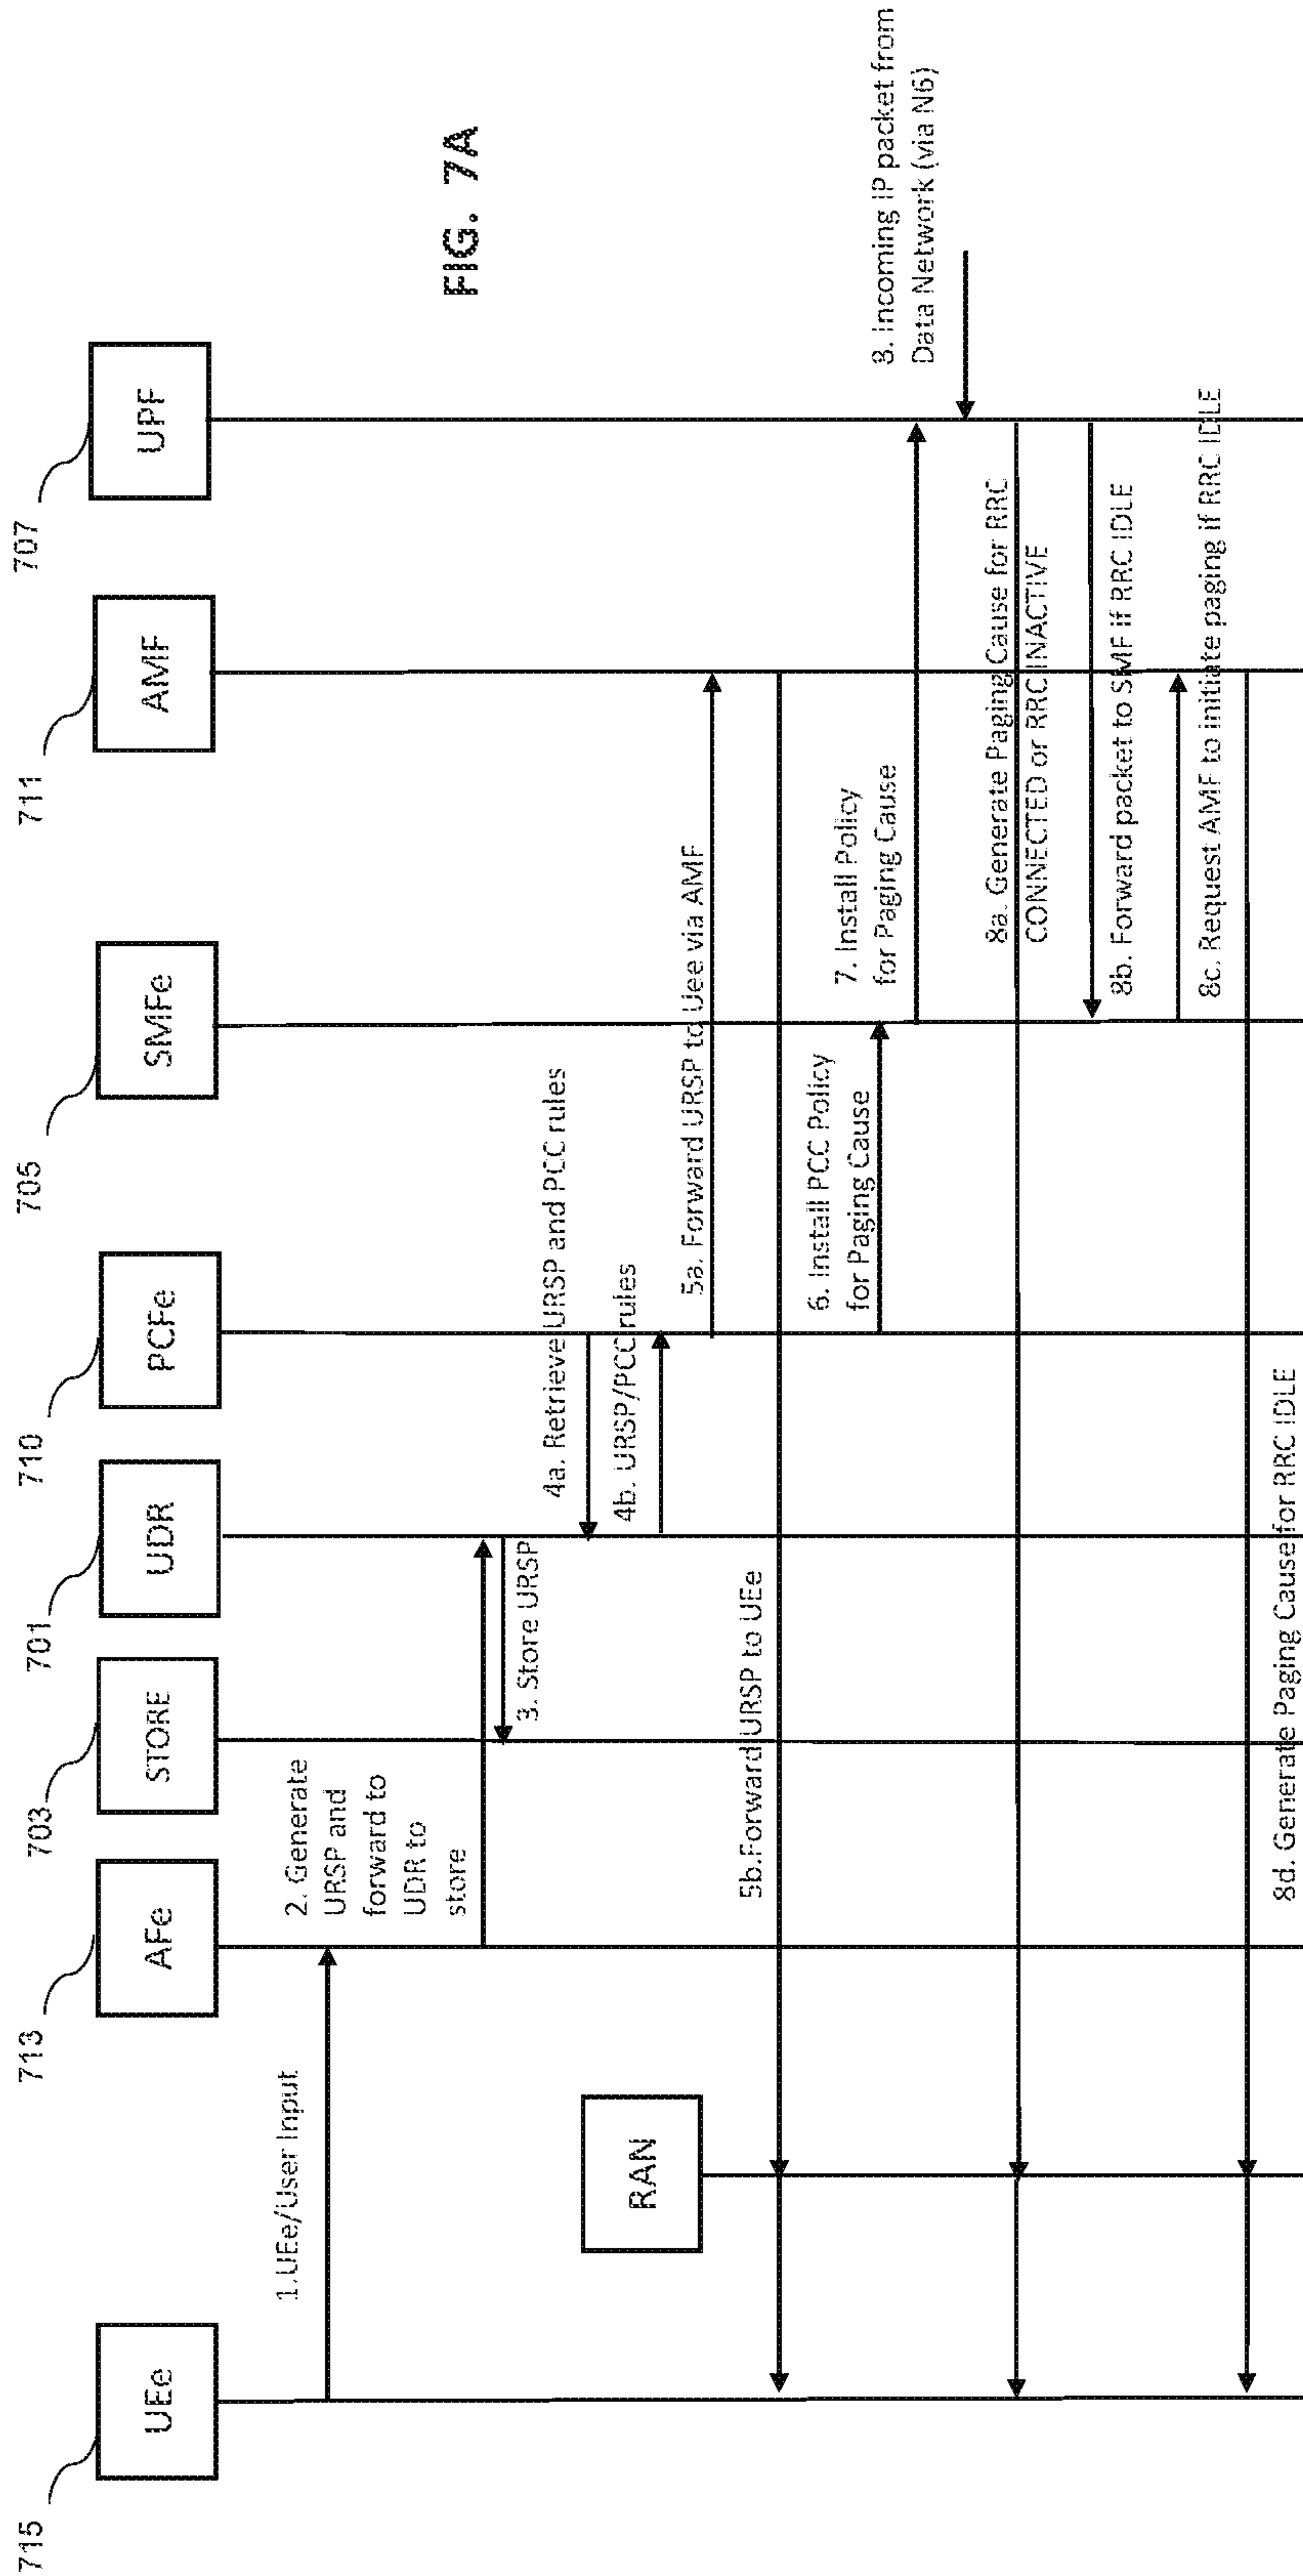 FIG. 7A
715
713
703
701
710
705
711
707
UEe
AFe
STORE
UDR
PCFe
SMFe
AMF
UPF
RAN
1.UEe/User Input
2. Generate
URSP and
forward to
UDR to
store
3. Store URSP
4a. Retrieve URSP and PCC rules
4b. URSP/PCC rules
5a. Forward URSP to Uee via AMF
5b.Forward URSP to UEe
6. Install PCC Policy
for Paging Cause
7. Install Policy
for Paging Cause
8. Incoming IP packet from
Data Network (via N6)
8a. Generate Paging Cause for RRC
CONNECTED or RRC INACTIVE
8b. Forward packet to SMF if RRC IDLE
8c. Request AMF to initiate paging if RRC IDLE
8d. Generate Paging Cause for RRC IDLE